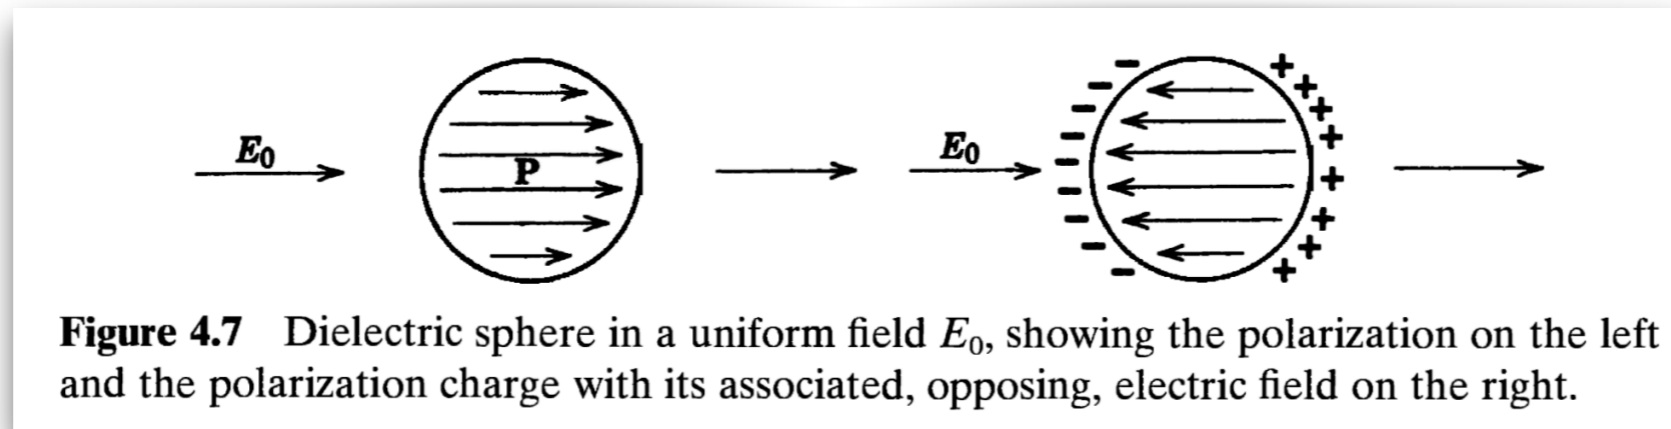 E₀ P E₀
Figure 4.7 Dielectric sphere in a uniform field E₀, showing the polarization on the left
and the polarization charge with its associated, opposing, electric field on the right.